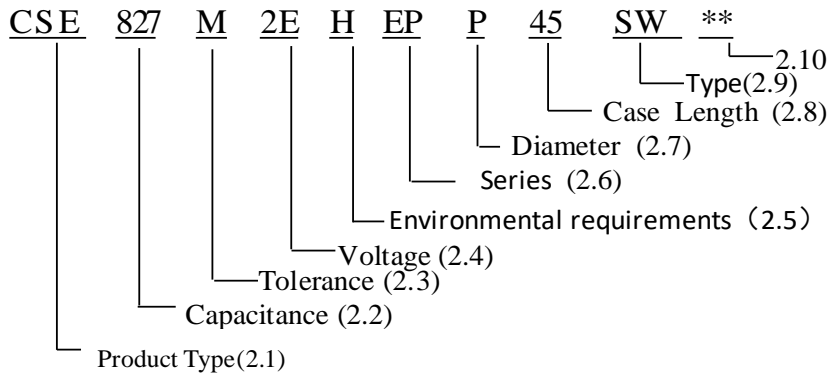 CSE 827 M 2E H EP P 45 SW **
2.10
Type(2.9)
Case Length (2.8)
Diameter (2.7)
Series (2.6)
Environmental requirements（2.5）
Voltage (2.4)
Tolerance (2.3)
Capacitance (2.2)
Product Type(2.1)